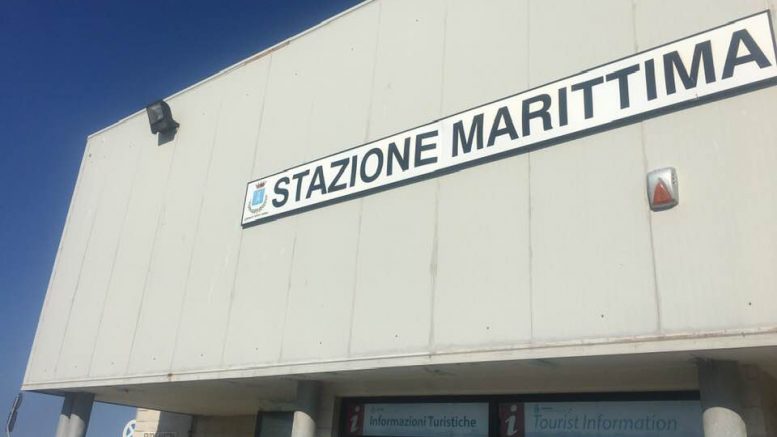 STAZIONE MARITTIMA
i Informazioni Turistiche
i Tourist Information